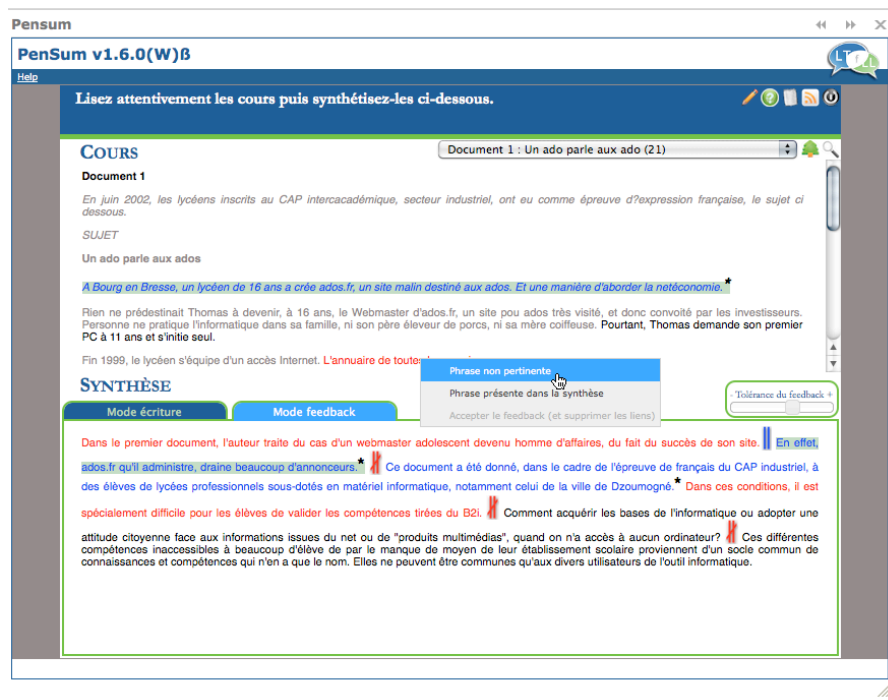 Pensum
PenSum v1.6.0(W)ß
LTfLL
Help
Lisez attentivement les cours puis synthétisez-les ci-dessous.
COURS
Document 1 : Un ado parle aux ado (21)
Document 1
En juin 2002, les lycéens inscrits au CAP intercacadémique, secteur industriel, ont eu comme épreuve d?expression française, le sujet ci
dessous.
SUJET
Un ado parle aux ados
A Bourg en Bresse, un lycéen de 16 ans a crée ados.fr, un site malin destiné aux ados. Et une manière d'aborder la netéconomie.*
Rien ne prédestinait Thomas à devenir, à 16 ans, le Webmaster d'ados.fr, un site pou ados très visité, et donc convoité par les investisseurs.
Personne ne pratique l'informatique dans sa famille, ni son père éleveur de porcs, ni sa mère coiffeuse. Pourtant, Thomas demande son premier
PC à 11 ans et s'initie seul.
Fin 1999, le lycéen s'équipe d'un accès Internet. L'annuaire de toutes
Phrase non pertinente
Phrase présente dans la synthèse
Accepter le feedback (et supprimer les liens)
SYNTHÈSE
- Tolérance du feedback +
Mode écriture
Mode feedback
Dans le premier document, l'auteur traite du cas d'un webmaster adolescent devenu homme d'affaires, du fait du succès de son site. En effet,
ados.fr qu'il administre, draine beaucoup d'annonceurs.* Ce document a été donné, dans le cadre de l'épreuve de français du CAP industriel, à
des élèves de lycées professionnels sous-dotés en matériel informatique, notamment celui de la ville de Dzoumogné.* Dans ces conditions, il est
spécialement difficile pour les élèves de valider les compétences tirées du B2i. Comment acquérir les bases de l'informatique ou adopter une
attitude citoyenne face aux informations issues du net ou de "produits multimédias", quand on n'a accès à aucun ordinateur? Ces différentes
compétences inaccessibles à beaucoup d'élève de par le manque de moyen de leur établissement scolaire proviennent d'un socle commun de
connaissances et compétences qui n'en a que le nom. Elles ne peuvent être communes qu'aux divers utilisateurs de l'outil informatique.